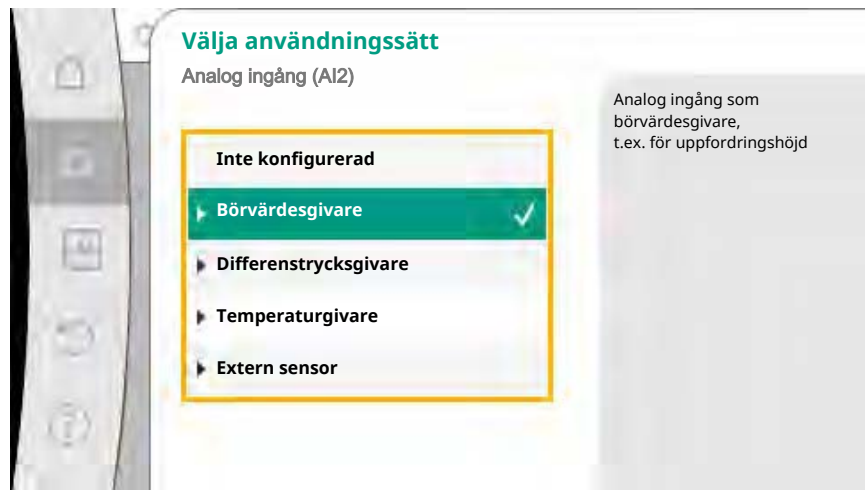 Välja användningssätt
Analog ingång (AI2)
Inte konfigurerad
Börvärdesgivare
Differenstrycksgivare
Temperaturgivare
Extern sensor
Analog ingång som
börvärdesgivare,
t.ex. för uppfordringshöjd